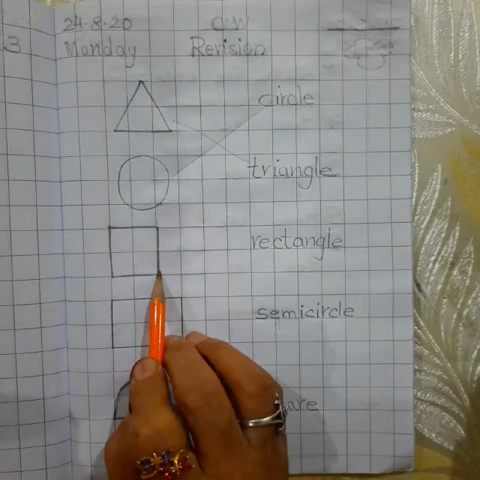 24.8.20 C.W
3 Monday Revision
circle
triangle
rectangle
semicircle
are